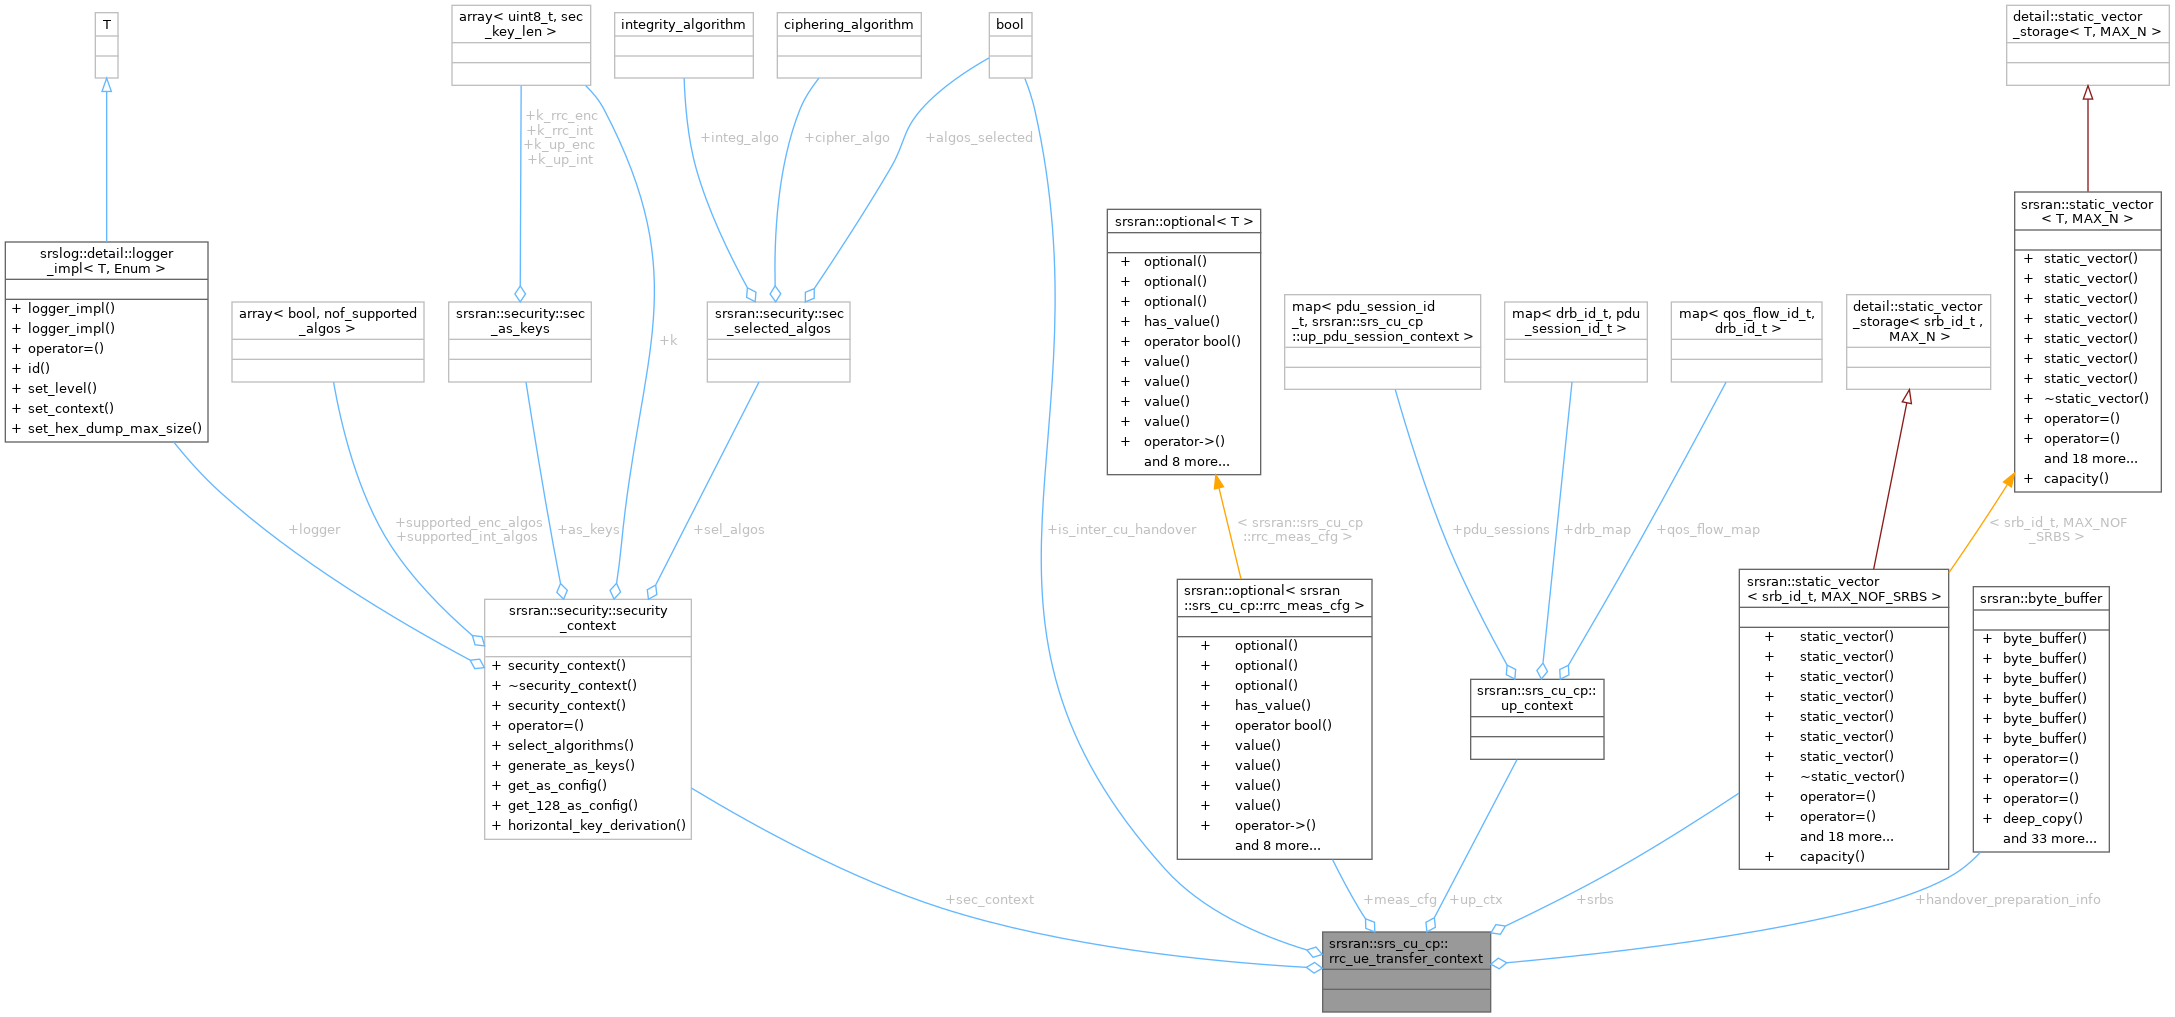 T
array< uint8_t, sec
_key_len >
integrity_algorithm
ciphering_algorithm
bool
detail::static_vector
_storage< T, MAX_N >
+k_rrc_enc
+k_rrc_int
+k_up_enc
+k_up_int
+integ_algo
+cipher_algo
+algos_selected
srslog::detail::logger
_impl< T, Enum >
+ logger_impl()
+ logger_impl()
+ operator=()
+ id()
+ set_level()
+ set_context()
+ set_hex_dump_max_size()
array< bool, nof_supported
_algos >
srsran::security::sec
_as_keys
+k
srsran::security::sec
_selected_algos
srsran::optional< T >
+ optional()
+ optional()
+ optional()
+ has_value()
+ operator bool()
+ value()
+ value()
+ value()
+ value()
+ operator->()
and 8 more...
map< pdu_session_id
_t, srsran::srs_cu_cp
::up_pdu_session_context >
map< drb_id_t, pdu
_session_id_t >
map< qos_flow_id_t,
drb_id_t >
detail::static_vector
_storage< srb_id_t ,
MAX_N >
srsran::static_vector
< T, MAX_N >
+ static_vector()
+ static_vector()
+ static_vector()
+ static_vector()
+ static_vector()
+ static_vector()
+ static_vector()
+ ~static_vector()
+ operator=()
+ operator=()
and 18 more...
+ capacity()
+logger
+supported_enc_algos
+supported_int_algos
+as_keys
+sel_algos
+is_inter_cu_handover
< srsran::srs_cu_cp
::rrc_meas_cfg >
+pdu_sessions
+drb_map
+qos_flow_map
< srb_id_t, MAX_NOF
_SRBS >
srsran::security::security
_context
+ security_context()
+ ~security_context()
+ security_context()
+ operator=()
+ select_algorithms()
+ generate_as_keys()
+ get_as_config()
+ get_128_as_config()
+ horizontal_key_derivation()
srsran::optional< srsran
::srs_cu_cp::rrc_meas_cfg >
+ optional()
+ optional()
+ optional()
+ has_value()
+ operator bool()
+ value()
+ value()
+ value()
+ value()
+ operator->()
and 8 more...
srsran::srs_cu_cp::
up_context
srsran::static_vector
< srb_id_t, MAX_NOF_SRBS >
+ static_vector()
+ static_vector()
+ static_vector()
+ static_vector()
+ static_vector()
+ static_vector()
+ static_vector()
+ ~static_vector()
+ operator=()
+ operator=()
and 18 more...
+ capacity()
srsran::byte_buffer
+ byte_buffer()
+ byte_buffer()
+ byte_buffer()
+ byte_buffer()
+ byte_buffer()
+ byte_buffer()
+ operator=()
+ operator=()
+ operator=()
+ deep_copy()
and 33 more...
+sec_context
+meas_cfg
+up_ctx
+srbs
+handover_preparation_info
srsran::srs_cu_cp::
rrc_ue_transfer_context